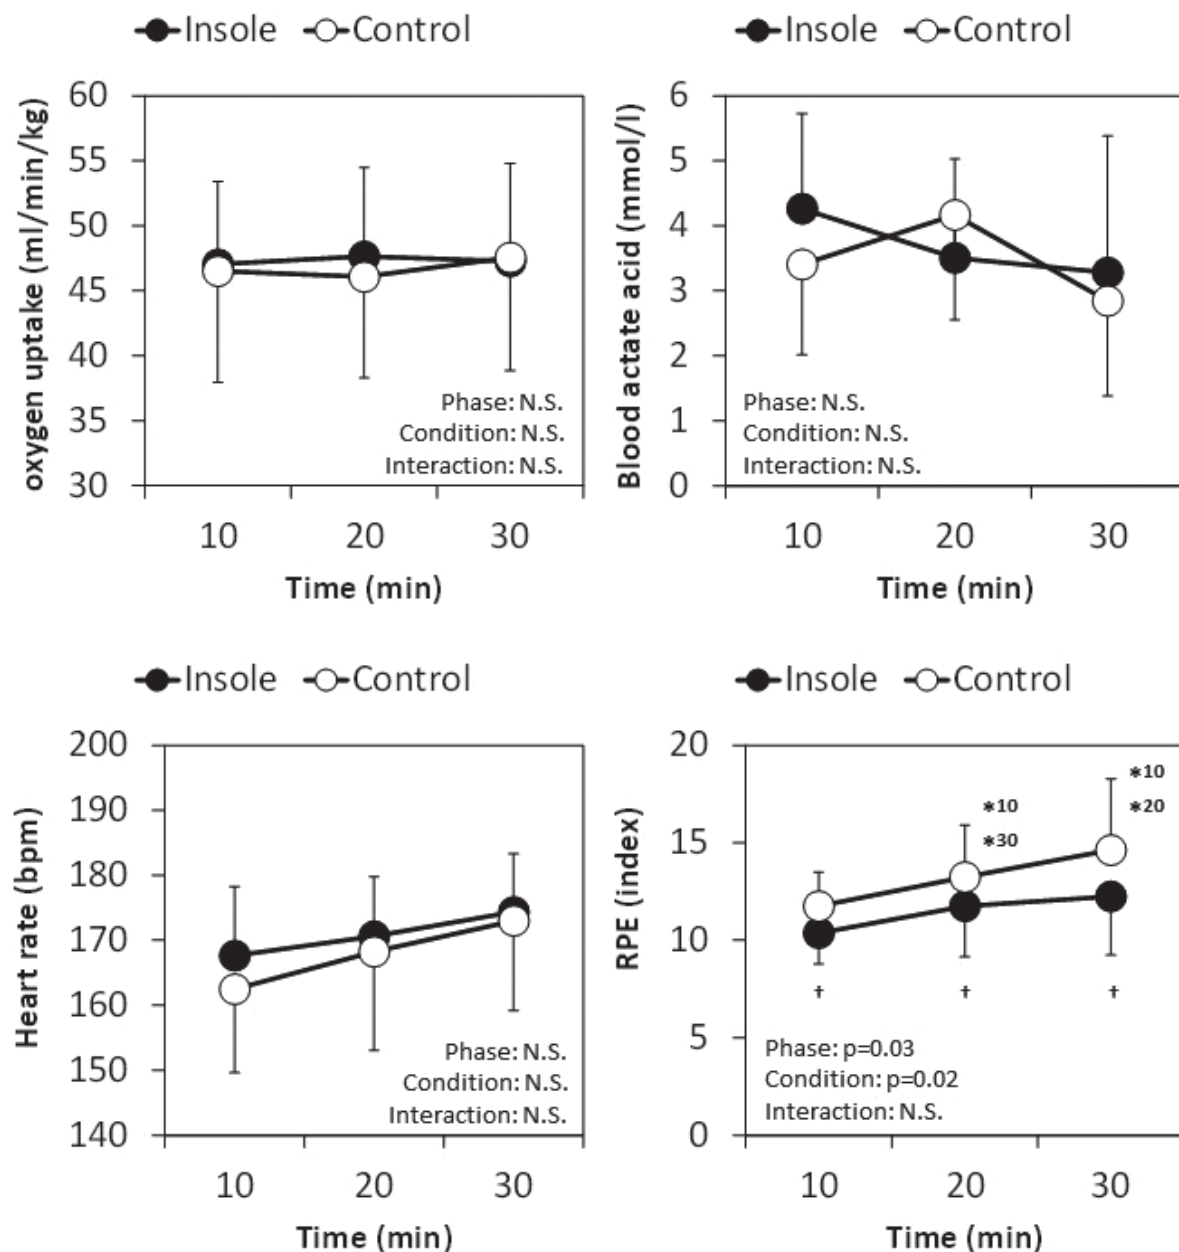 Insole Control
oxygen uptake (ml/min/kg)
60
55
50
45
40
35
30
Phase: N.S.
Condition: N.S.
Interaction: N.S.
10 20 30
Time (min)
Insole Control
Blood actate acid (mmol/l)
6
5
4
3
2
1
0
Phase: N.S.
Condition: N.S.
Interaction: N.S.
10 20 30
Time (min)
Insole Control
Heart rate (bpm)
200
190
180
170
160
150
140
Phase: N.S.
Condition: N.S.
Interaction: N.S.
10 20 30
Time (min)
Insole Control
RPE (index)
20
15
10
5
0
*10
*30
*10
*20
† † †
Phase: p=0.03
Condition: p=0.02
Interaction: N.S.
10 20 30
Time (min)